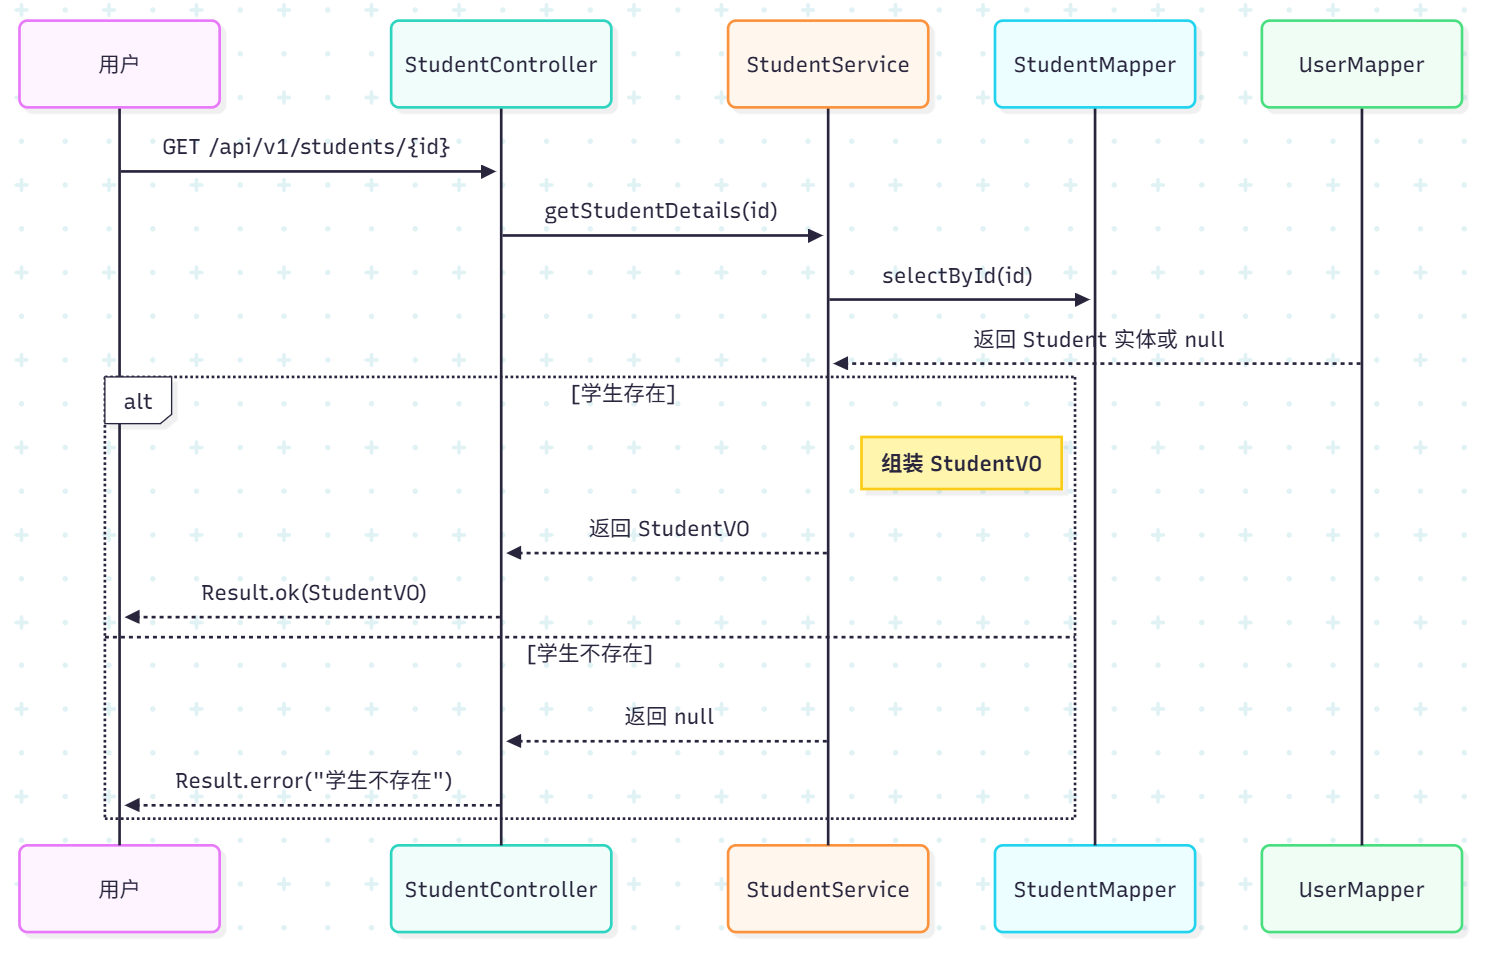 用户
StudentController
StudentService
StudentMapper
UserMapper
GET /api/v1/students/{id}
getStudentDetails(id)
selectById(id)
返回 Student 实体或 null
alt
[学生存在]
组装 StudentVO
返回 StudentVO
Result.ok(StudentVO)
[学生不存在]
返回 null
Result.error("学生不存在")
用户
StudentController
StudentService
StudentMapper
UserMapper